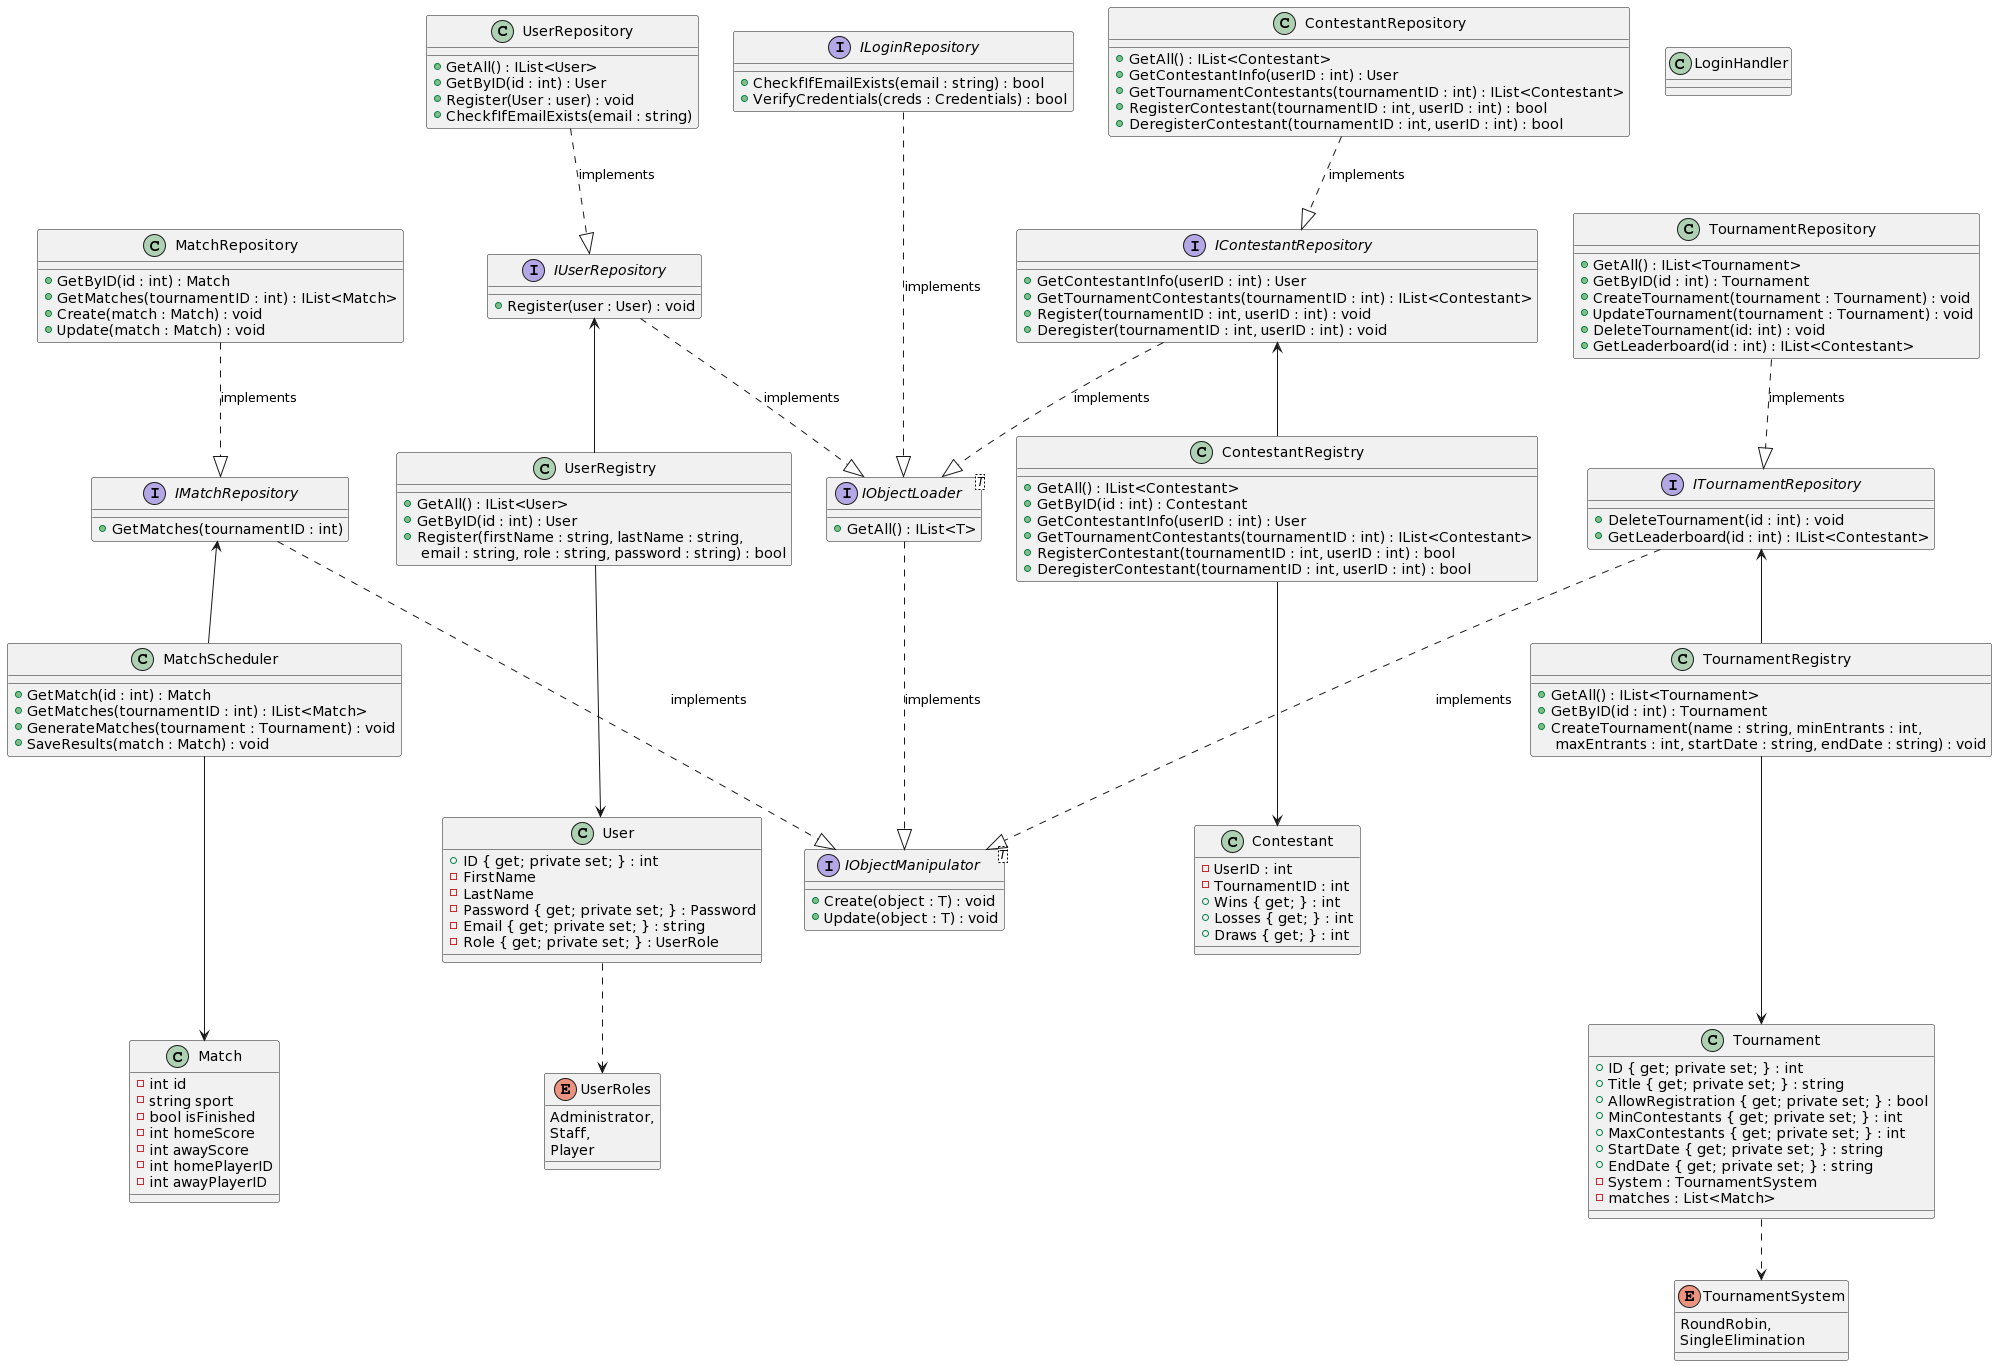 C UserRepository
GetAll() : IList<User>
GetByID(id : int) : User
Register(User : user) : void
CheckfIfEmailExists(email : string)
I ILoginRepository
CheckfIfEmailExists(email : string) : bool
VerifyCredentials(creds : Credentials) : bool
C ContestantRepository
GetAll() : IList<Contestant>
GetContestantInfo(userID : int) : User
GetTournamentContestants(tournamentID : int) : IList<Contestant>
RegisterContestant(tournamentID : int, userID : int) : bool
DeregisterContestant(tournamentID : int, userID : int) : bool
C LoginHandler
implements
implements
C MatchRepository
GetByID(id : int) : Match
GetMatches(tournamentID : int) : IList<Match>
Create(match : Match) : void
Update(match : Match) : void
I IUserRepository
Register(user : User) : void
implements
I IContestantRepository
GetContestantInfo(userID : int) : User
GetTournamentContestants(tournamentID : int) : IList<Contestant>
Register(tournamentID : int, userID : int) : void
Deregister(tournamentID : int, userID : int) : void
C TournamentRepository
GetAll() : IList<Tournament>
GetByID(id : int) : Tournament
CreateTournament(tournament : Tournament) : void
UpdateTournament(tournament : Tournament) : void
DeleteTournament(id: int) : void
GetLeaderboard(id : int) : IList<Contestant>
implements
implements
implements
implements
I IMatchRepository
GetMatches(tournamentID : int)
C UserRegistry
GetAll() : IList<User>
GetByID(id : int) : User
Register(firstName : string, lastName : string,
email : string, role : string, password : string) : bool
I IObjectLoader T
GetAll() : IList<T>
C ContestantRegistry
GetAll() : IList<Contestant>
GetByID(id : int) : Contestant
GetContestantInfo(userID : int) : User
GetTournamentContestants(tournamentID : int) : IList<Contestant>
RegisterContestant(tournamentID : int, userID : int) : bool
DeregisterContestant(tournamentID : int, userID : int) : bool
I ITournamentRepository
DeleteTournament(id : int) : void
GetLeaderboard(id : int) : IList<Contestant>
C MatchScheduler
GetMatch(id : int) : Match
GetMatches(tournamentID : int) : IList<Match>
GenerateMatches(tournament : Tournament) : void
SaveResults(match : Match) : void
implements
implements
implements
C TournamentRegistry
GetAll() : IList<Tournament>
GetByID(id : int) : Tournament
CreateTournament(name : string, minEntrants : int,
maxEntrants : int, startDate : string, endDate : string) : void
C User
ID { get; private set; } : int
FirstName
LastName
Password { get; private set; } : Password
Email { get; private set; } : string
Role { get; private set; } : UserRole
I IObjectManipulator T
Create(object : T) : void
Update(object : T) : void
C Contestant
UserID : int
TournamentID : int
Wins { get; } : int
Losses { get; } : int
Draws { get; } : int
C Match
int id
string sport
bool isFinished
int homeScore
int awayScore
int homePlayerID
int awayPlayerID
E UserRoles
Administrator,
Staff,
Player
C Tournament
ID { get; private set; } : int
Title { get; private set; } : string
AllowRegistration { get; private set; } : bool
MinContestants { get; private set; } : int
MaxContestants { get; private set; } : int
StartDate { get; private set; } : string
EndDate { get; private set; } : string
System : TournamentSystem
matches : List<Match>
E TournamentSystem
RoundRobin,
SingleElimination